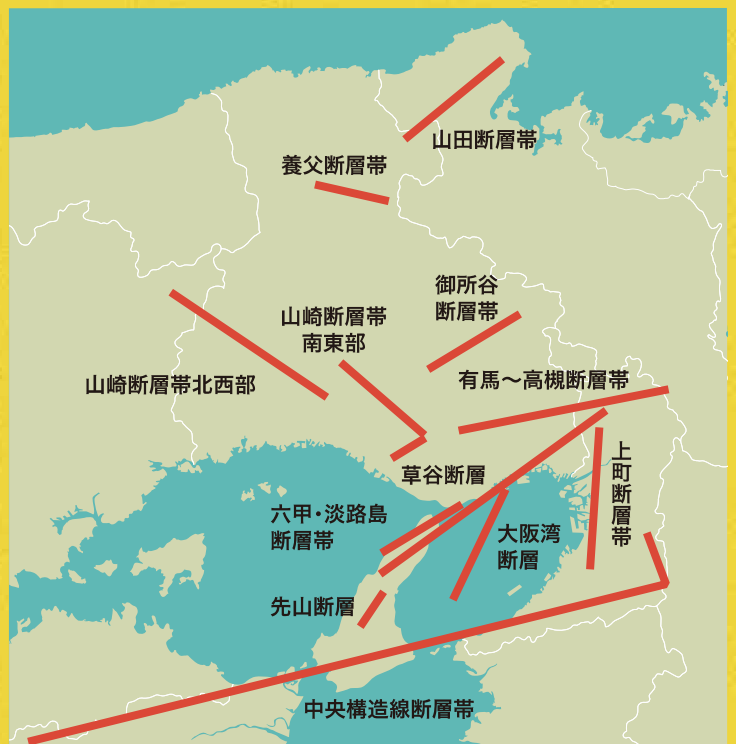 山田断層帯
養父断層帯
御所谷
断層帯
山崎断層帯
南東部
山崎断層帯北西部
有馬～高槻断層帯
上町断層帯
草谷断層
六甲・淡路島
断層帯
大阪湾
断層
先山断層
中央構造線断層帯